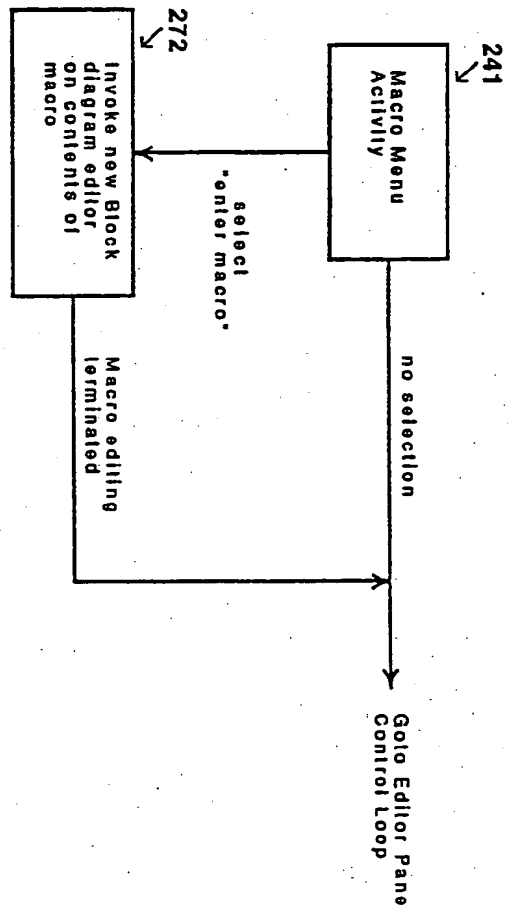 241
Macro Menu
Activity
no selection
Goto Editor Pane
Control Loop
select
"enter macro"
272
Invoke new Block
diagram editor
on contents of
macro
Macro editing
terminated